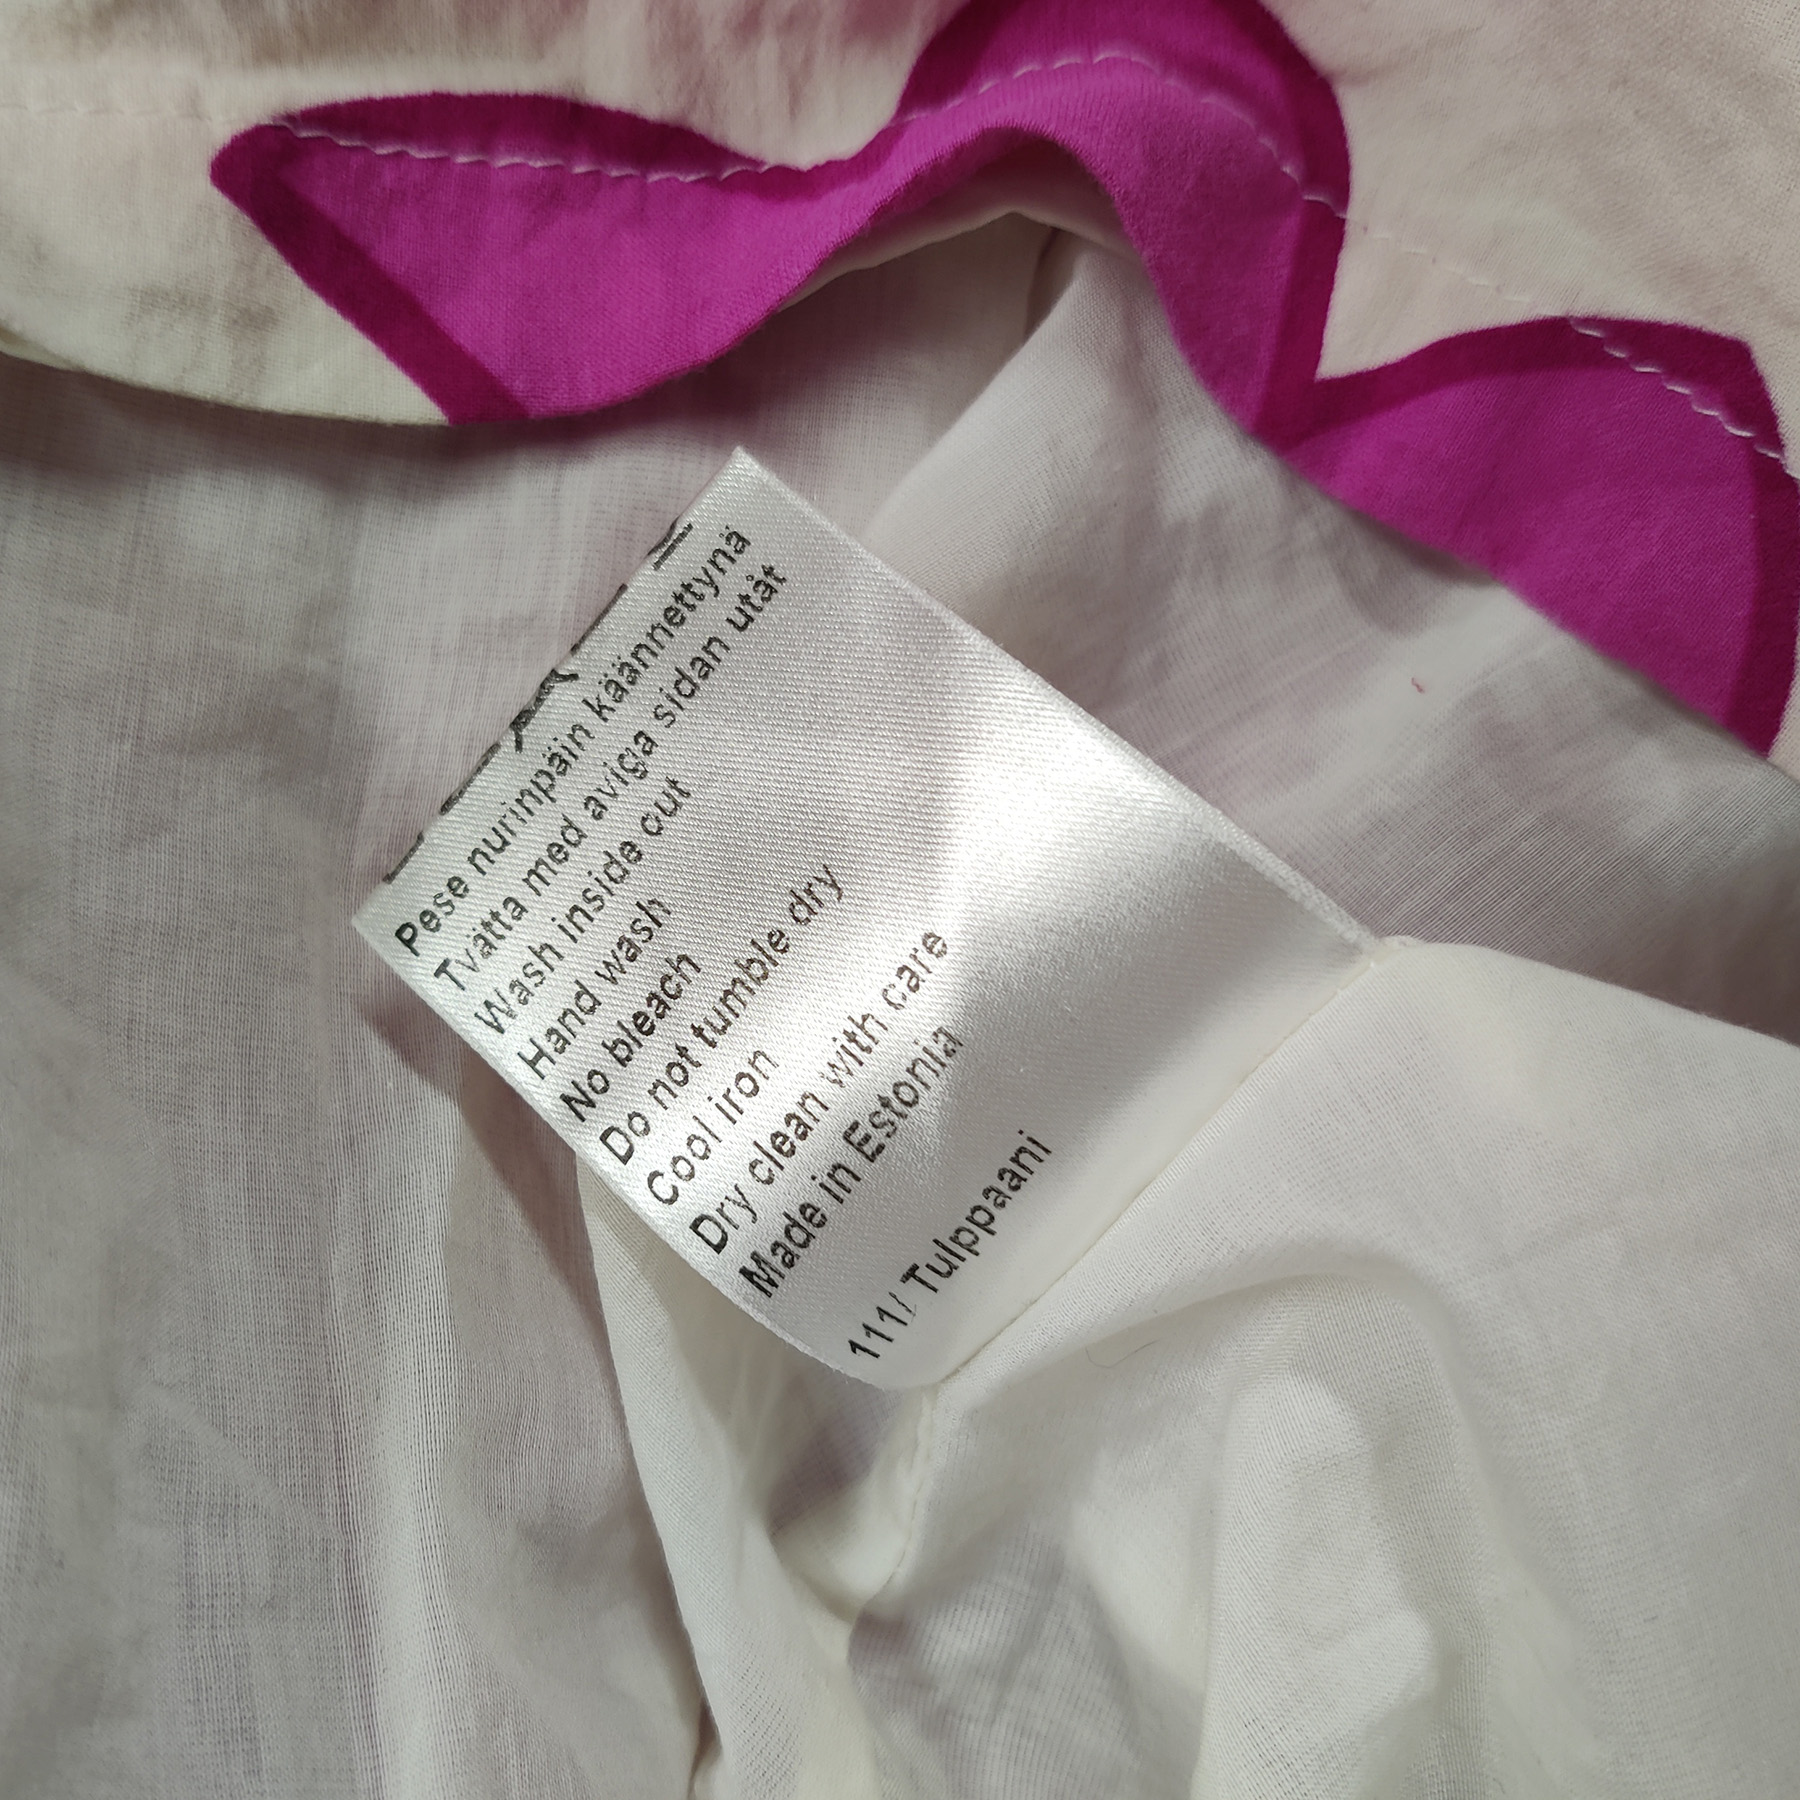 Pese nurinpäin käännettynä
Tvätta med aviga sidan utåt
Wash inside out
Hand wash
No bleach
Do not tumble dry
Cool iron
Dry clean with care
Made in Estonia
111/ Tulppaani